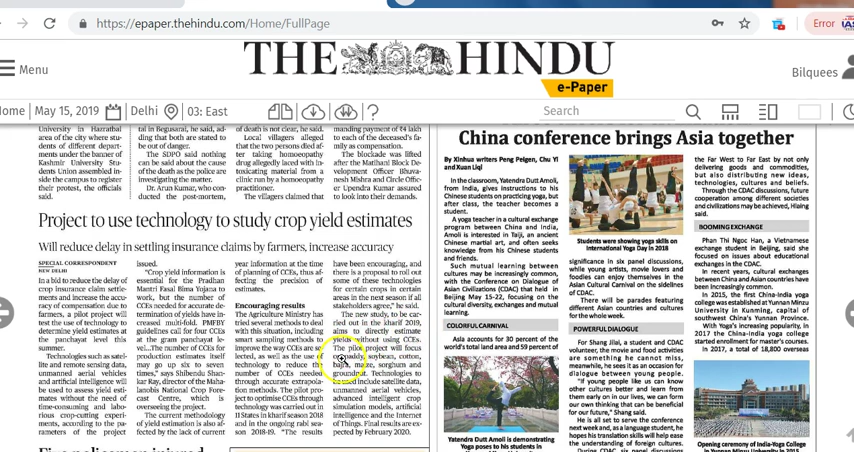 https://epaper.thehindu.com/Home/FullPage
Error
Menu
THE HINDU
e-Paper
Bilquees
ome | May 15, 2019
Delhi
03: East
?
Search
University in Hazratbal
area of the city where stu-
dents of different depart-
ments under the banner of
Kashmir University Stu-
dents Union assembled in-
side the campus to register
their protest, the officials
said.
tal in Begusarai, he said, ad-
ding that both are stated to
be out of danger.
The SDPO said nothing
can be said about the cause
of the death as the police are
investigating the matter.
Dr. Arun Kumar, who con-
ducted the post-mortem,
of death is not clear, he said.
Local villagers alleged
that the two persons died af-
ter taking homoeopathy
drug allegedly laced with in-
toxicating material from a
clinic run by a homoeopathy
practitioner.
The villagers claimed that
manding payment of ₹4 lakh
to each of the deceased's fa-
mily as compensation.
The blockade was lifted
after the Matihani Block De-
velopment Officer Bhuva-
nesh Mishra and Circle Of-
ficer Upendra Kumar assured
to look into their demands.
Project to use technology to study crop yield estimates
Will reduce delay in settling insurance claims by farmers, increase accuracy
SPECIAL CORRESPONDENT
NEW DELHI
In a bid to reduce the delay of
crop insurance claim settle-
ments and increase the accu-
racy of compensation due to
farmers, a pilot project will
test the use of technology to
determine yield estimates at
the panchayat level this
summer.
Technologies such as satel-
lite and remote sensing data,
unmanned aerial vehicles
and artificial intelligence will
be used to assess yield esti-
mates without the need of
time-consuming and labo-
rious crop-cutting experi-
ments, according to the pa-
rameters of the project
issued.
"Crop yield information is
essential for the Pradhan
Mantri Fasal Bima Yojana to
work, but the number of
CCEs needed for accurate de-
termination of yields have in-
creased mult-fold. PMFBY
guidelines call for four CCEs
at the gram panchayat le-
vel...The number of CCEs for
production estimates itself
may go up six to seven
times," says Shibendu Shan-
kar Ray, director of the Maha-
lanobis National Crop Fore-
cast Centre, which is
overseeing the project.
The current methodology
of yield estimation is also af-
fected by the lack of current
year information at the time
of planning of CCEs, thus af-
fecting the precision of
estimates.
Encouraging results
The Agriculture Ministry has
tried several methods to deal
with this situation, including
smart sampling methods to
improve the way CCEs are se-
lected, as well as the use of
technology to reduce the
number of CCEs needed
through accurate extrapola-
tion methods. The pilot pro-
ject to optimise CCEs through
technology was carried out in
11 States in kharif season 2018
and in the ongoing rabi sea-
son 2018-19. "The results
have been encouraging, and
there is a proposal to roll out
some of these technologies
for certain crops in certain
areas in the next season if all
stakeholders agree," he said.
The new study, to be car-
ried out in the kharif 2019,
aims to directly estimate
yields without using CCEs.
The pilot project will focus
on paddy, soybean, cotton,
maize, sorghum and
groundnut. Technologies to
be used include satellite data,
unmanned aerial vehicles,
advanced intelligent crop
simulation models, artificial
intelligence and the Internet
of Things. Final results are ex-
pected by February 2020.
China conference brings Asia together
By Xinhua writers Peng Peigen, Chu Yi
and Xuan Liqi
In the classroom, Yatendra Dutt Amoli,
from India, gives instructions to his
Chinese students on practicing yoga, but
after class, the teacher becomes a
student.
A yoga teacher in a cultural exchange
program between China and India,
Amoli is interested in Taiji, an ancient
Chinese martial art, and often seeks
knowledge from his Chinese students
and friends.
Such mutual learning between
cultures may be increasingly common,
with the Conference on Dialogue of
Asian Civilizations (CDAC) that held in
Beijing May 15-22, focusing on the
cultural diversity, exchanges and mutual
learning.
COLORFUL CARNIVAL
Asia accounts for 30 percent of the
world's total land area and 59 percent of
Yatendra Dutt Amoli is demonstrating
Yoga poses to his students in
Students were showing yoga skills on
International Yoga Day in 2018
significance in six panel discussions,
while young artists, movie lovers and
foodies can enjoy themselves in the
Asian Cultural Carnival on the sidelines
of CDAC.
There will be parades featuring
different Asian countries and cultures
for the whole week.
POWERFUL DIALOGUE
For Shang Jilai, a student and CDAC
volunteer, the movie and food activities
are something he cannot miss,
meanwhile, he sees it as an occasion for
dialogue between young people.
"If young people like us can know
other cultures better and learn from
them early on in our lives, we can form
our own thinking that can be beneficial
for our future," Shang said.
He is all set to serve the conference
next week and, as a language student, he
hopes his translation skills will help ease
the understanding of foreign cultures.
During CDAC, six panel discussions
the Far West to Far East by not only
delivering goods and commodities,
but also distributing new ideas,
technologies, cultures and beliefs.
Through the CDAC discussions, future
cooperation among different societies
and civilizations may be achieved, Hlaing
said.
BOOMING EXCHANGE
Phan Thi Ngoc Han, a Vietnamese
exchange student in Beijing, said she
focused on issues about educational
exchanges in the CDAC.
In recent years, cultural exchanges
between China and Asian countries have
been increasingly common.
In 2015, the first China-India yoga
college was established at Yunnan Minzu
University in Kunming, capital of
southwest China's Yunnan Province.
With Yoga's increasing popularity, in
2017 the China-India yoga college
started enrollment for master's courses.
In 2017, a total of 18,800 overseas
Opening ceremony of India-Yoga College
in Yunnan Minzu University in 2015